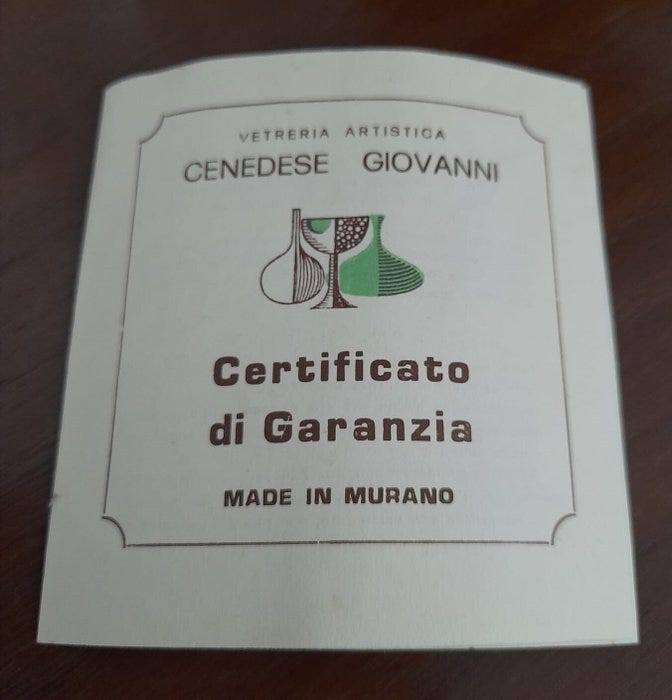 VETRERIA ARTISTICA
CENEDESE GIOVANNI
Certificato
di Garanzia
MADE IN MURANO